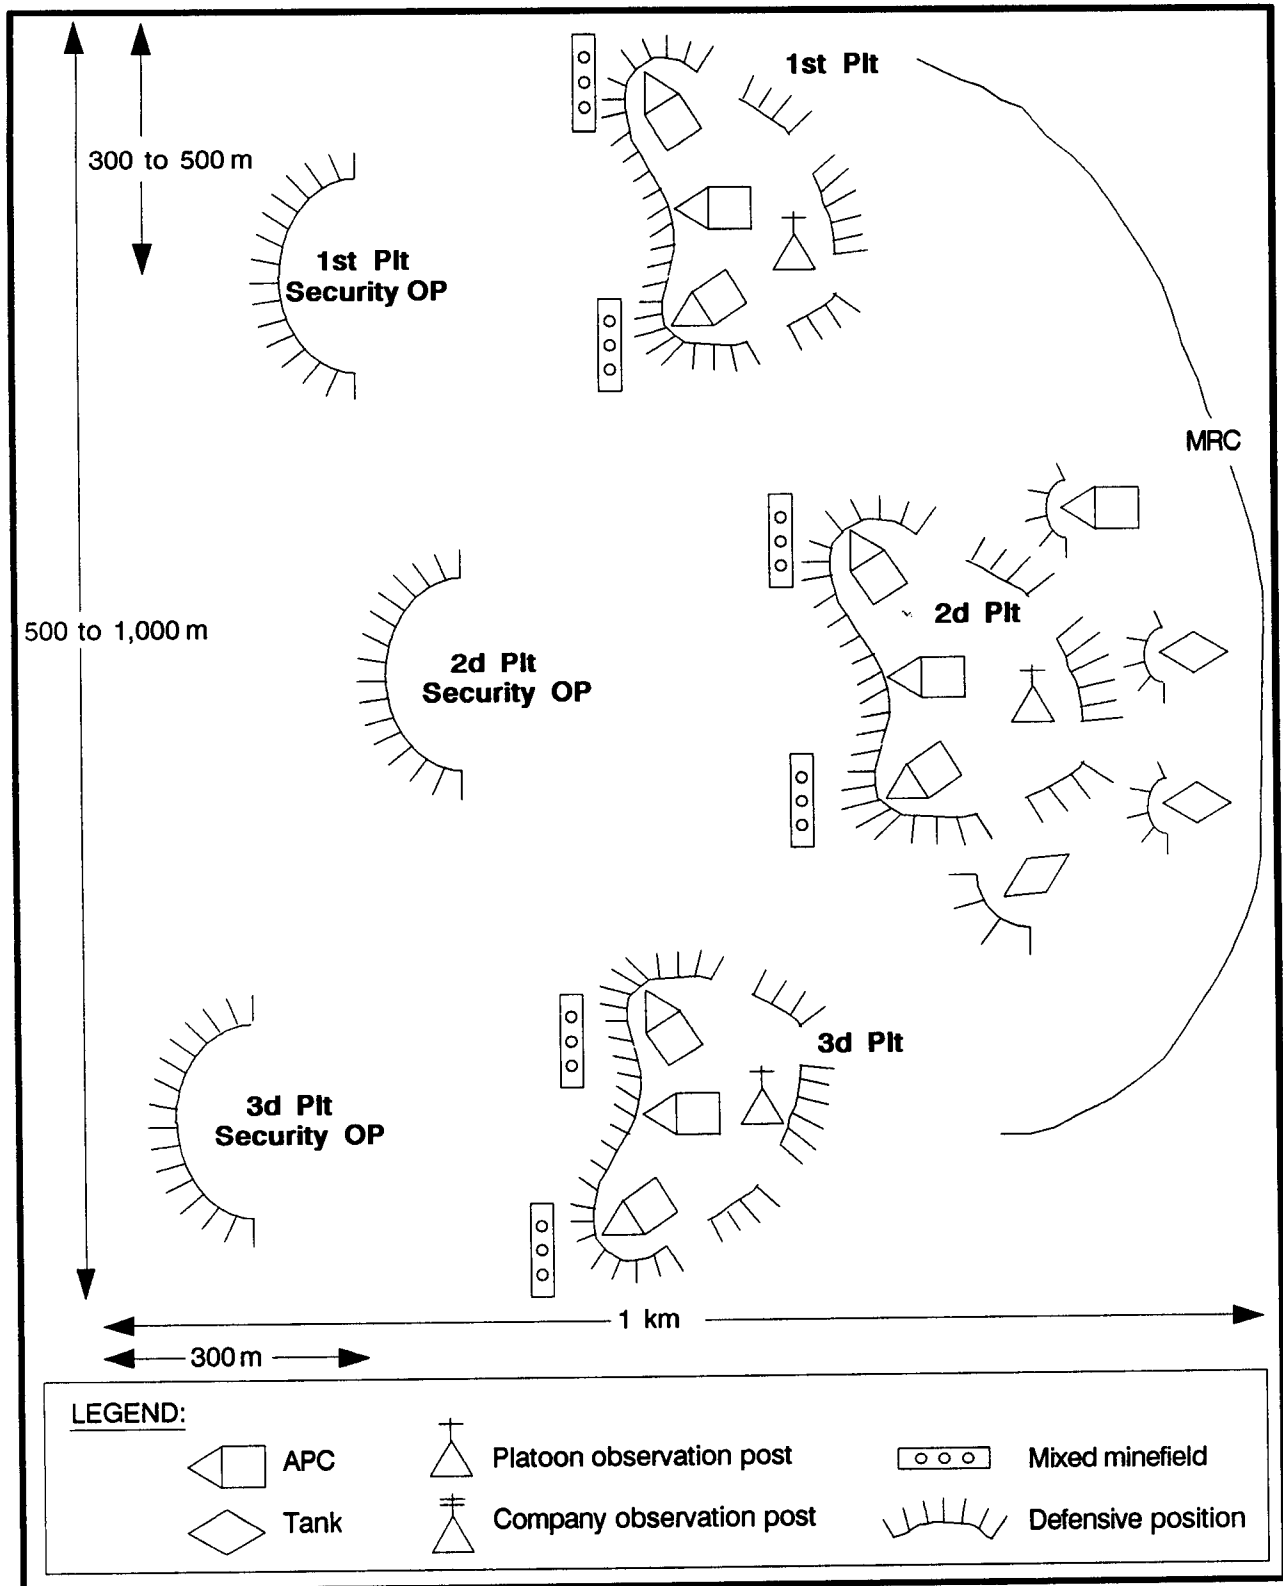 1st Plt
300 to 500 m
1st Plt
Security OP
MRC
2d Plt
500 to 1,000 m
2d Plt
Security OP
3d Plt
3d Plt
Security OP
1 km
300 m
LEGEND:
APC
Platoon observation post
Mixed minefield
Tank
Company observation post
Defensive position